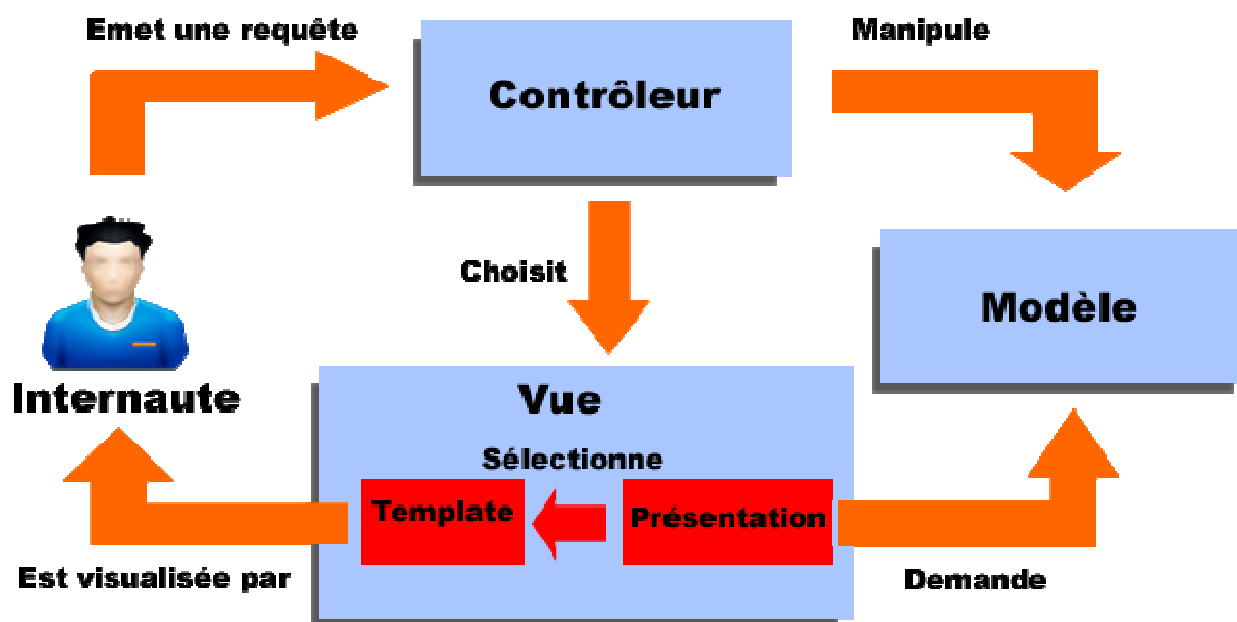 Emet une requête
Manipule
Contrôleur
Choisit
Modèle
Internaute
Vue
Sélectionne
Template
Présentation
Est visualisée par
Demande